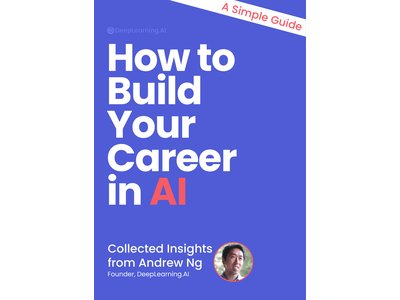 A Simple Guide
DeepLearning.AI
How to
Build
Your
Career
in AI
Collected Insights
from Andrew Ng
Founder, DeepLearning.AI